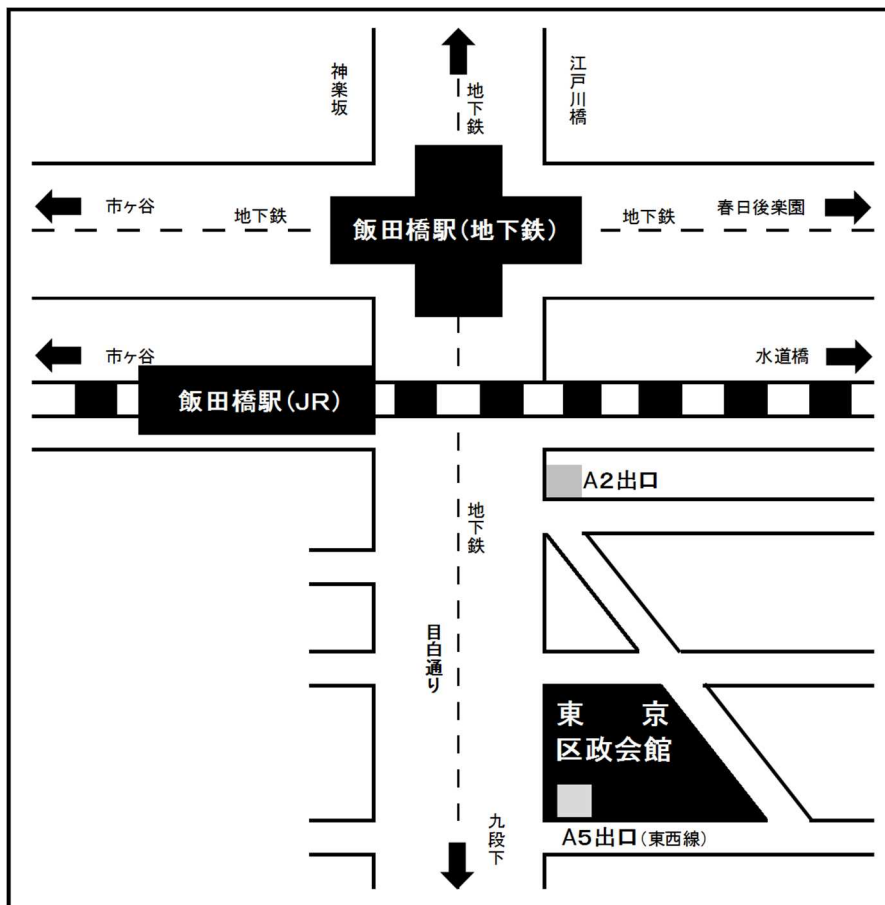 神楽坂
地下鉄
江戸川橋
市ヶ谷
地下鉄
飯田橋駅(地下鉄)
地下鉄
春日後楽園
市ヶ谷
水道橋
飯田橋駅(JR)
A2出口
地下鉄
目白通り
東 京
区政会館
九段下
A5出口(東西線)